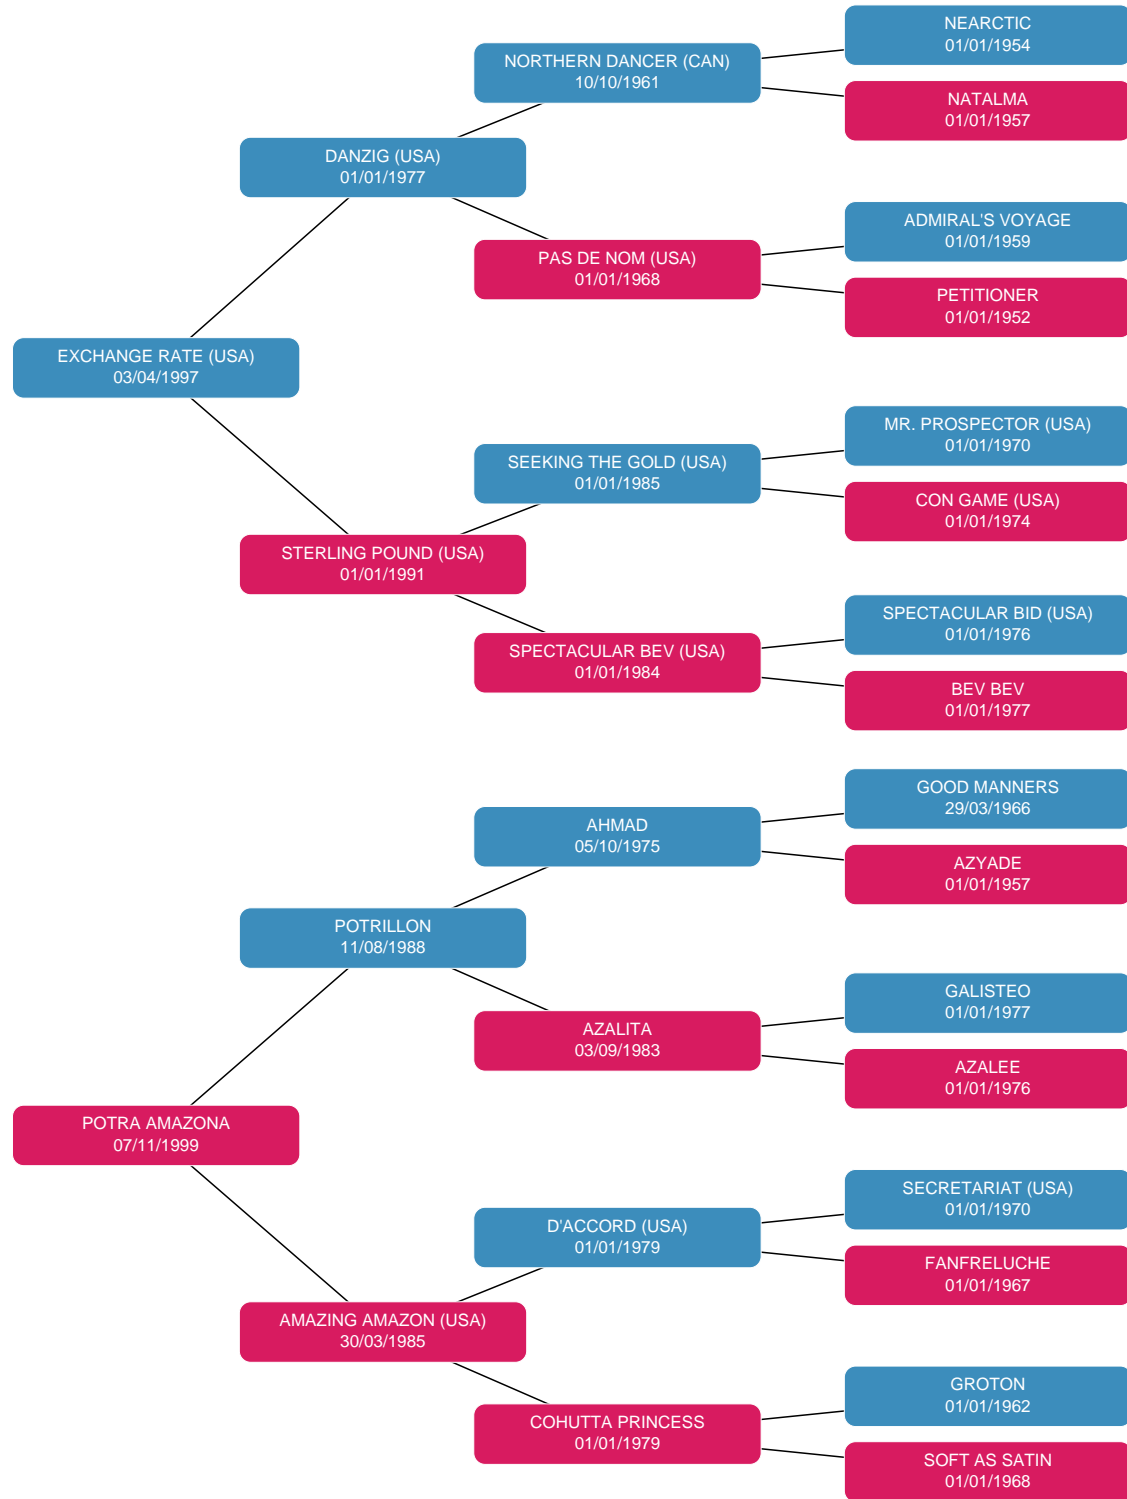 NEARCTIC
01/01/1954
NORTHERN DANCER (CAN)
10/10/1961
NATALMA
01/01/1957
DANZIG (USA)
01/01/1977
ADMIRAL'S VOYAGE
01/01/1959
PAS DE NOM (USA)
01/01/1968
PETITIONER
01/01/1952
EXCHANGE RATE (USA)
03/04/1997
MR. PROSPECTOR (USA)
01/01/1970
SEEKING THE GOLD (USA)
01/01/1985
CON GAME (USA)
01/01/1974
STERLING POUND (USA)
01/01/1991
SPECTACULAR BID (USA)
01/01/1976
SPECTACULAR BEV (USA)
01/01/1984
BEV BEV
01/01/1977
GOOD MANNERS
29/03/1966
AHMAD
05/10/1975
AZYADE
01/01/1957
POTRILLON
11/08/1988
GALISTEO
01/01/1977
AZALITA
03/09/1983
AZALEE
01/01/1976
POTRA AMAZONA
07/11/1999
SECRETARIAT (USA)
01/01/1970
D'ACCORD (USA)
01/01/1979
FANFRELUCHE
01/01/1967
AMAZING AMAZON (USA)
30/03/1985
GROTON
01/01/1962
COHUTTA PRINCESS
01/01/1979
SOFT AS SATIN
01/01/1968